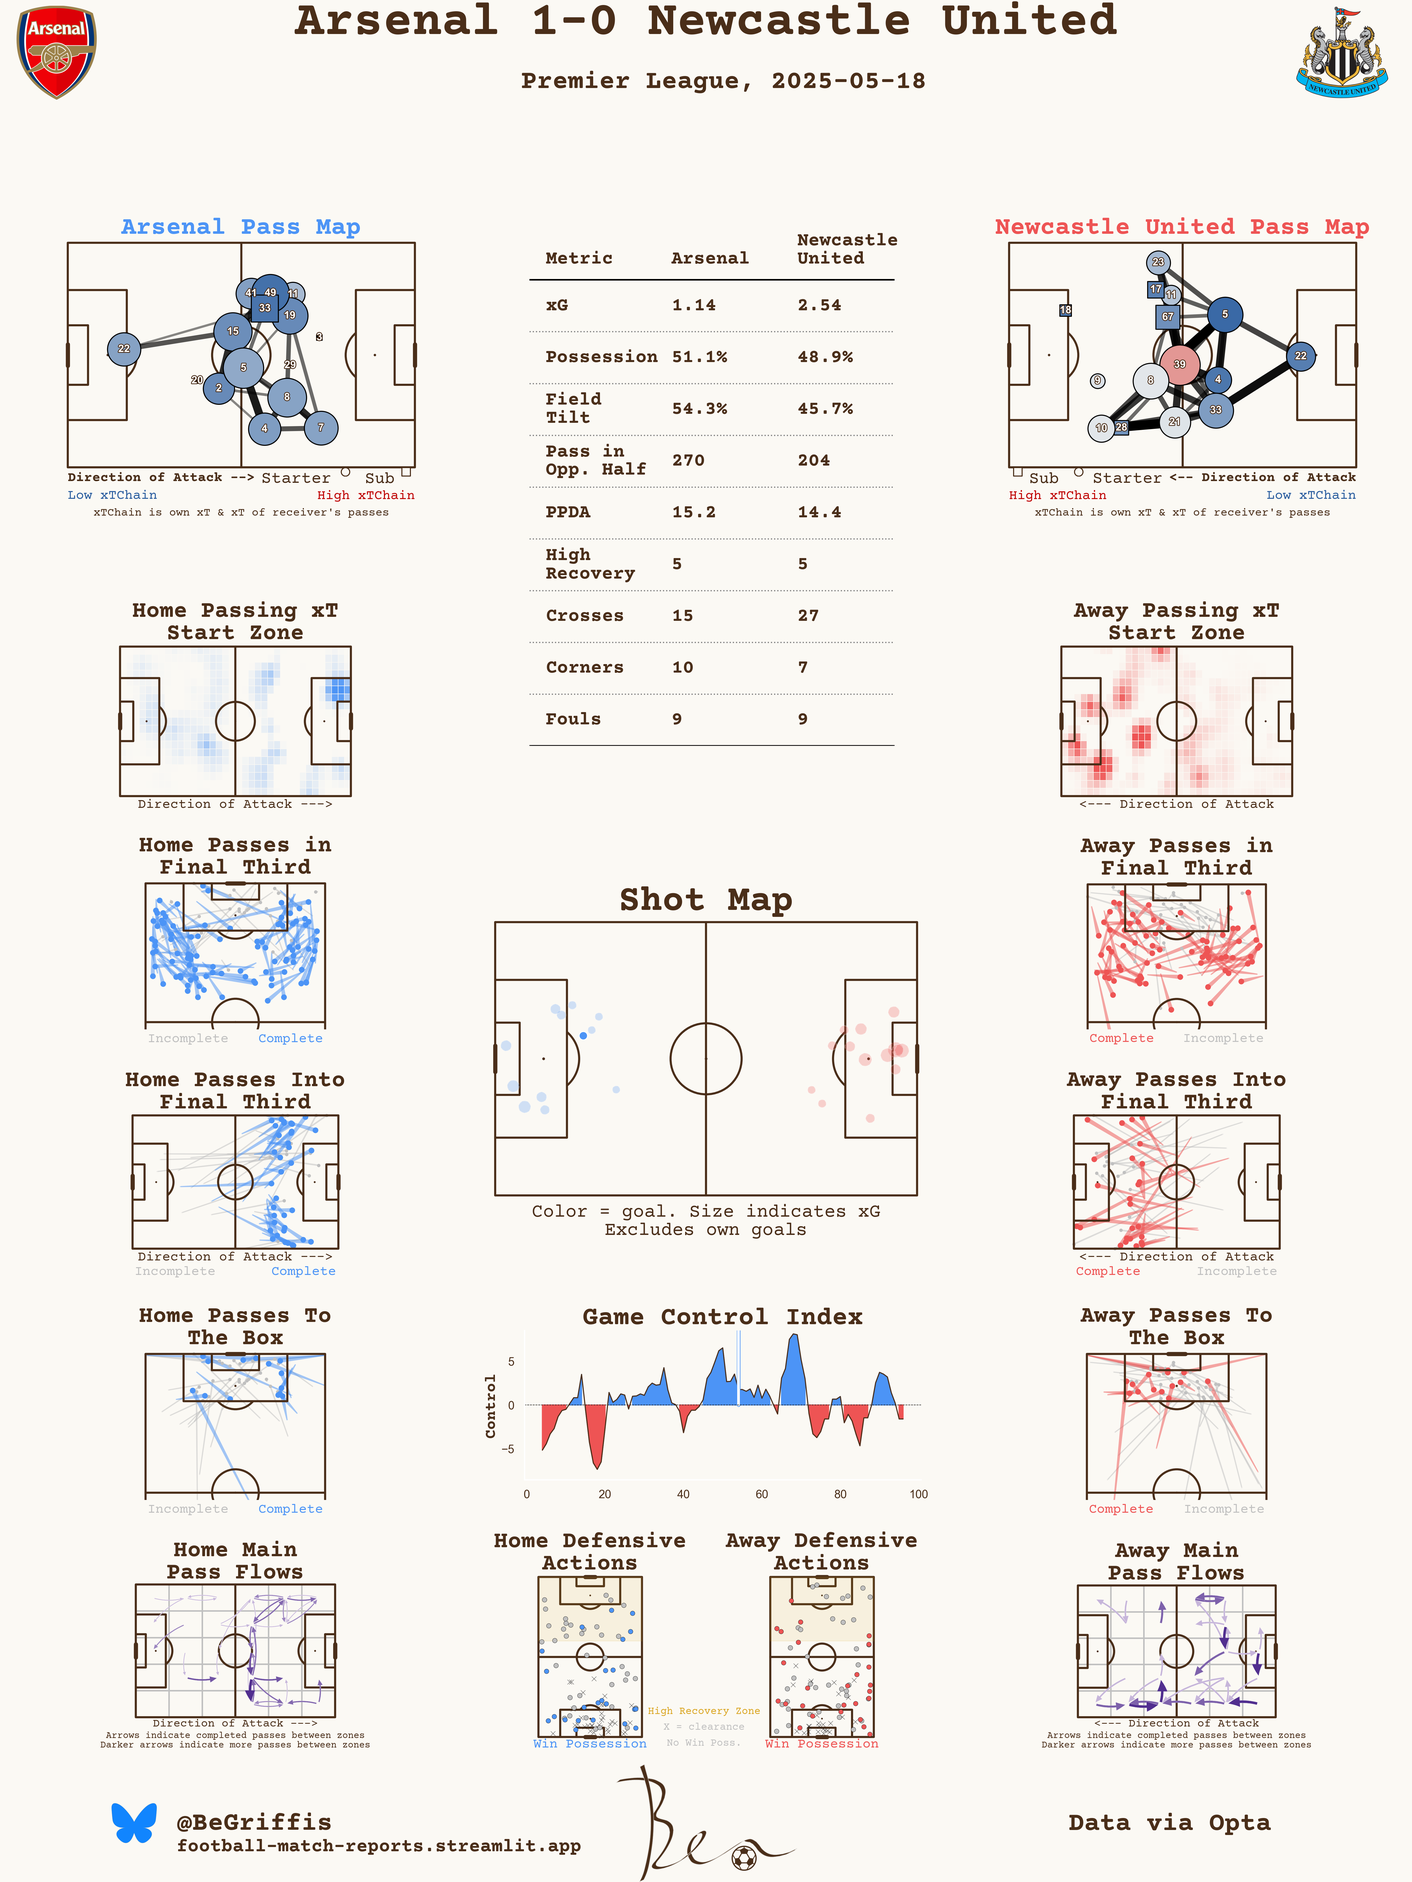 Arsenal 1-0 Newcastle United
Premier League, 2025-05-18
Arsenal
NEWCASTLE UNITED
Arsenal Pass Map
41 49 11
33 19
15
3
22
5 29
20 2
8
4 7
Direction of Attack --> Starter Sub
Low xTChain High xTChain
xTChain is own xT & xT of receiver's passes
Metric Arsenal Newcastle United
xG 1.14 2.54
Possession 51.1% 48.9%
Field Tilt 54.3% 45.7%
Pass in Opp. Half 270 204
PPDA 15.2 14.4
High Recovery 5 5
Crosses 15 27
Corners 10 7
Fouls 9 9
Newcastle United Pass Map
23
17 11
18 67 5
22
39
9 8 4
33
10 28 21
Sub Starter <-- Direction of Attack
High xTChain Low xTChain
xTChain is own xT & xT of receiver's passes
Home Passing xT
Start Zone
Direction of Attack --->
Away Passing xT
Start Zone
<--- Direction of Attack
Home Passes in
Final Third
Incomplete Complete
Away Passes in
Final Third
Complete Incomplete
Shot Map
Color = goal. Size indicates xG
Excludes own goals
Home Passes Into
Final Third
Direction of Attack --->
Incomplete Complete
Away Passes Into
Final Third
<--- Direction of Attack
Complete Incomplete
Home Passes To
The Box
Incomplete Complete
Game Control Index
Control
5
0
−5
0 20 40 60 80 100
Away Passes To
The Box
Complete Incomplete
Home Main
Pass Flows
Direction of Attack --->
Arrows indicate completed passes between zones
Darker arrows indicate more passes between zones
Home Defensive
Actions
Win Possession
High Recovery Zone
X = clearance
No Win Poss.
Away Defensive
Actions
Win Possession
Away Main
Pass Flows
<--- Direction of Attack
Arrows indicate completed passes between zones
Darker arrows indicate more passes between zones
@BeGriffis
football-match-reports.streamlit.app
Ben
Data via Opta